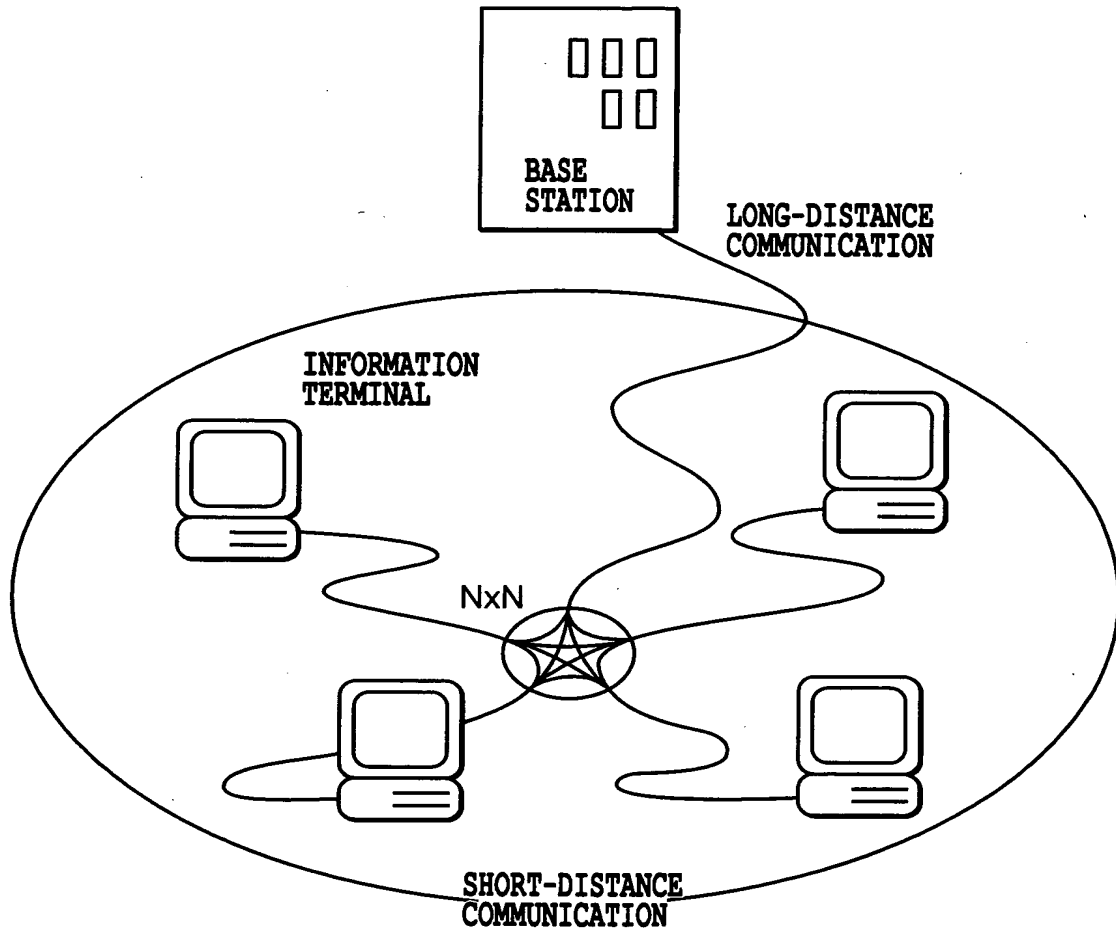 BASE
STATION
LONG-DISTANCE
COMMUNICATION
INFORMATION
TERMINAL
NxN
SHORT-DISTANCE
COMMUNICATION